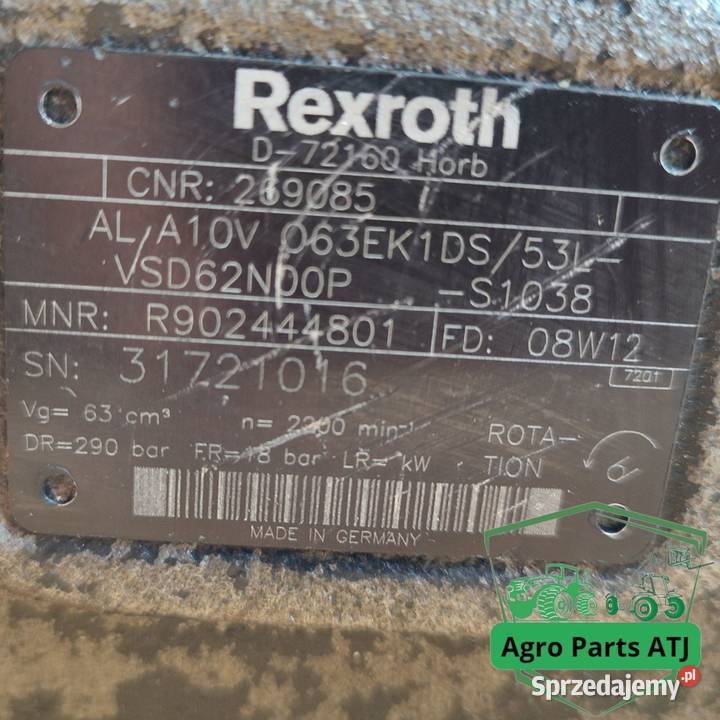 Rexroth
D-72160 Horb
CNR: 269085
AL A10V O63EK1DS/53L-
VSD62N00P -S1038
MNR: R902444801 FD: 08W12
SN: 31721016
7201
Vg= 63 cm³ n= 2200 min⁻¹
DR=290 bar FR=18 bar LR= kW
ROTA-
TION
MADE IN GERMANY
Agro Parts ATJ
Sprzedajemy.pl